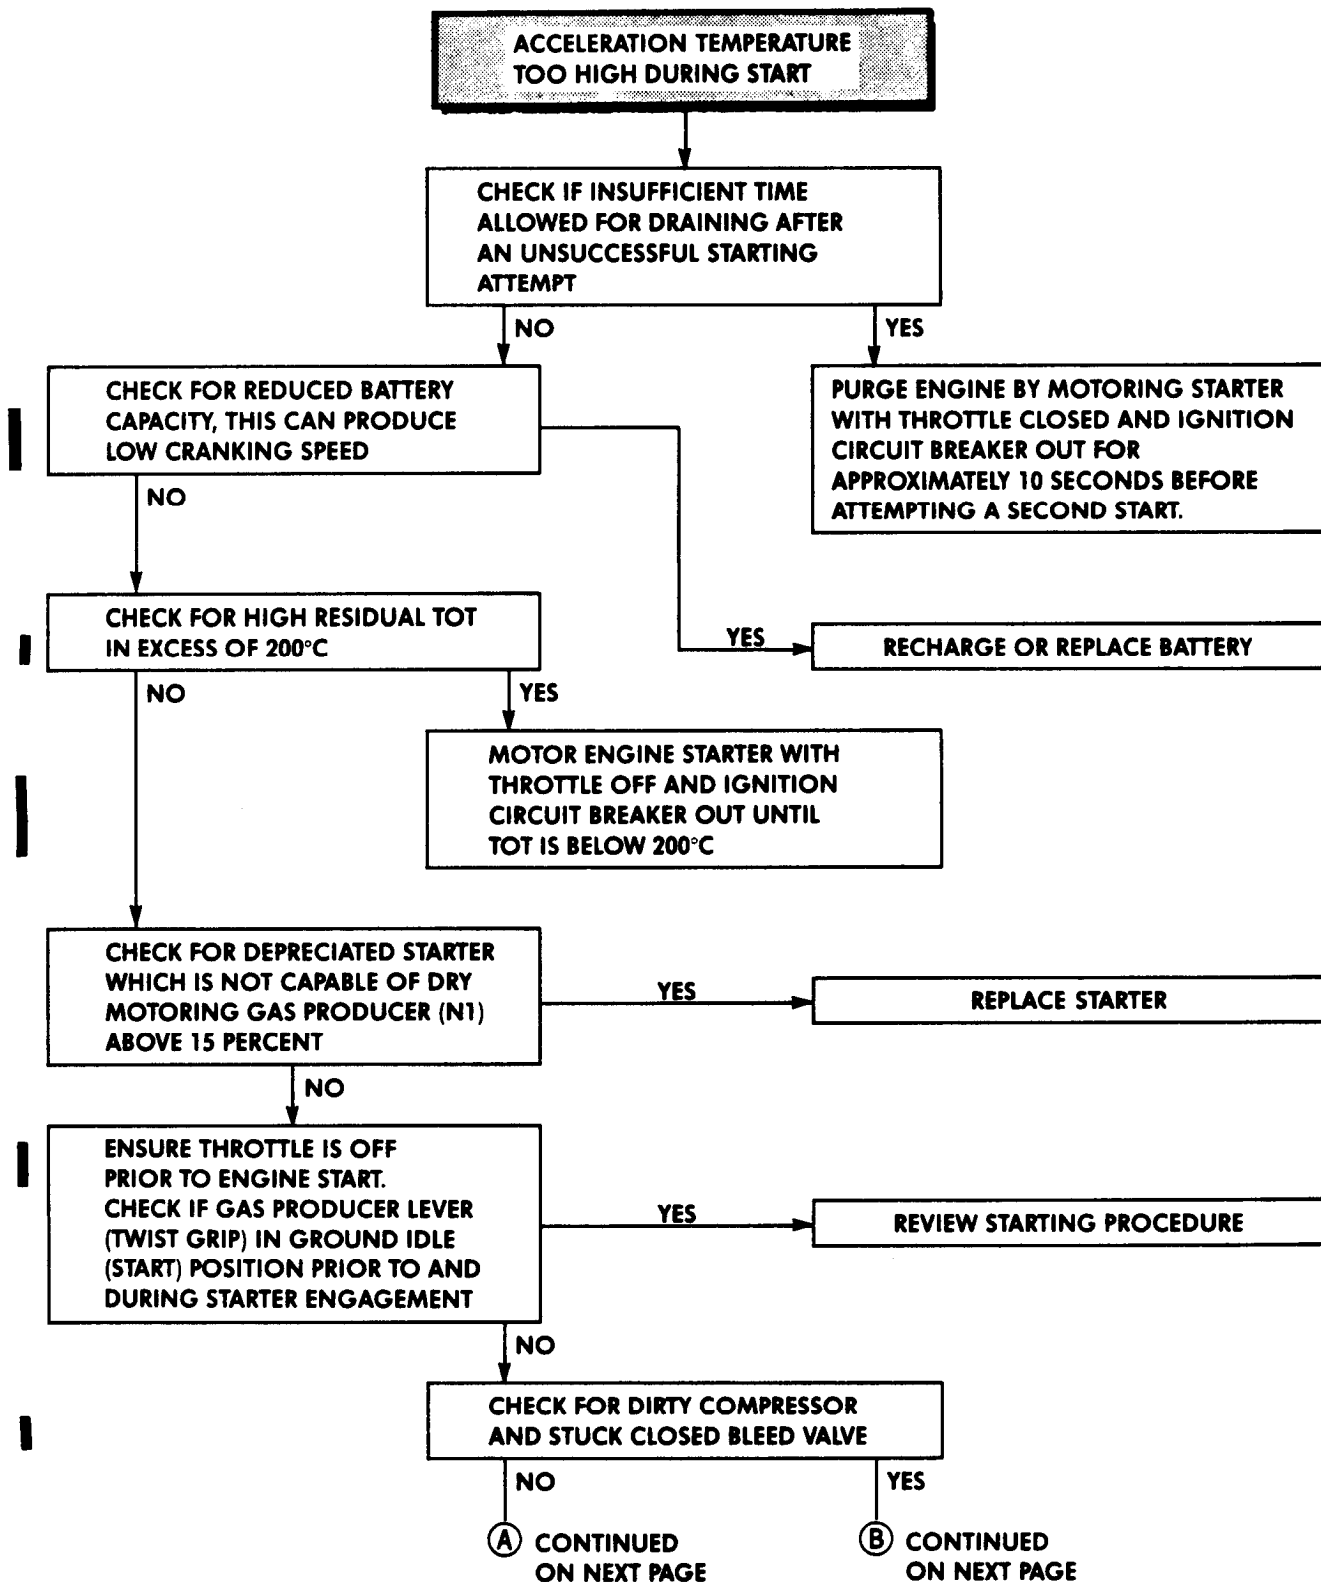 ACCELERATION TEMPERATURE
TOO HIGH DURING START
CHECK IF INSUFFICIENT TIME
ALLOWED FOR DRAINING AFTER
AN UNSUCCESSFUL STARTING
ATTEMPT
NO
YES
CHECK FOR REDUCED BATTERY
CAPACITY, THIS CAN PRODUCE
LOW CRANKING SPEED
PURGE ENGINE BY MOTORING STARTER
WITH THROTTLE CLOSED AND IGNITION
CIRCUIT BREAKER OUT FOR
APPROXIMATELY 10 SECONDS BEFORE
ATTEMPTING A SECOND START.
NO
CHECK FOR HIGH RESIDUAL TOT
IN EXCESS OF 200°C
YES
RECHARGE OR REPLACE BATTERY
NO
YES
MOTOR ENGINE STARTER WITH
THROTTLE OFF AND IGNITION
CIRCUIT BREAKER OUT UNTIL
TOT IS BELOW 200°C
CHECK FOR DEPRECIATED STARTER
WHICH IS NOT CAPABLE OF DRY
MOTORING GAS PRODUCER (N1)
ABOVE 15 PERCENT
YES
REPLACE STARTER
NO
ENSURE THROTTLE IS OFF
PRIOR TO ENGINE START.
CHECK IF GAS PRODUCER LEVER
(TWIST GRIP) IN GROUND IDLE
(START) POSITION PRIOR TO AND
DURING STARTER ENGAGEMENT
YES
REVIEW STARTING PROCEDURE
NO
CHECK FOR DIRTY COMPRESSOR
AND STUCK CLOSED BLEED VALVE
NO
YES
A CONTINUED
ON NEXT PAGE
B CONTINUED
ON NEXT PAGE